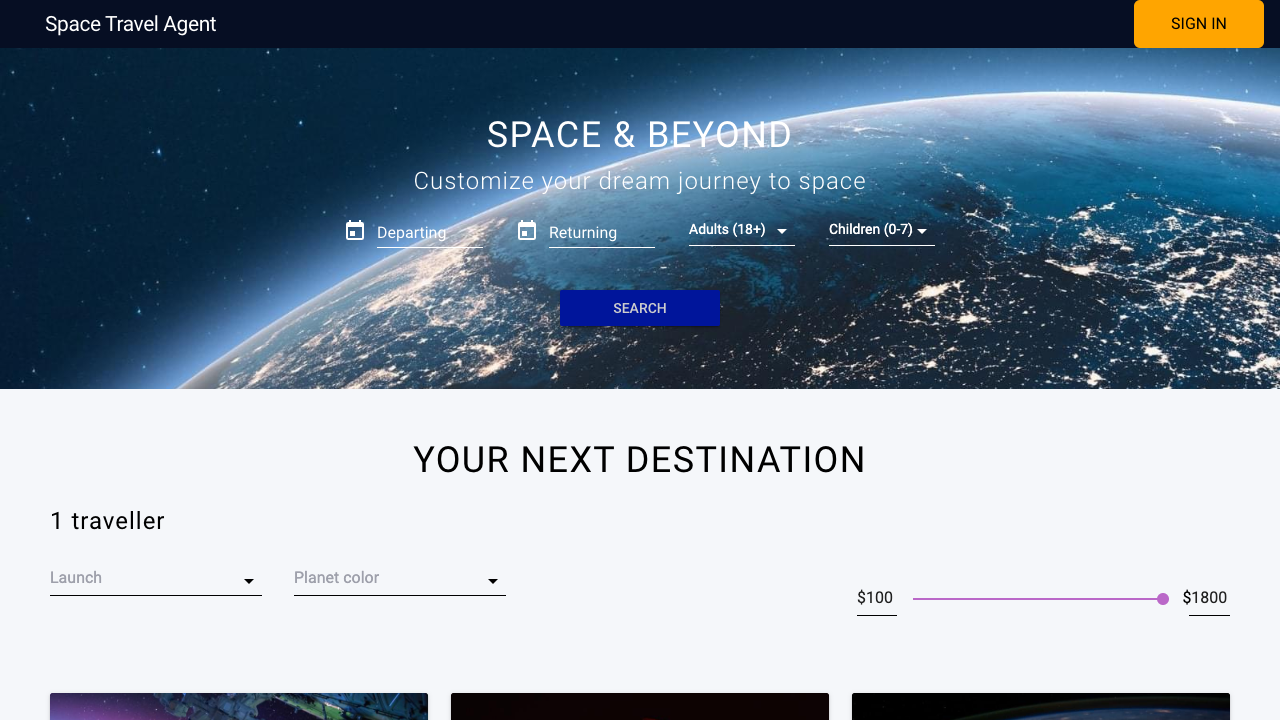 Space Travel Agent
SIGN IN
SPACE & BEYOND
Customize your dream journey to space
Departing
Returning
Adults (18+)
Children (0-7)
SEARCH
YOUR NEXT DESTINATION
1 traveller
Launch
Planet color
$100
$1800